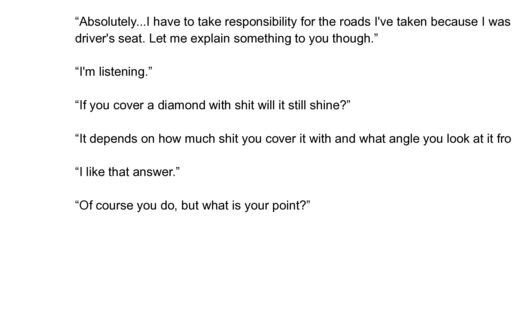 “Absolutely...I have to take responsibility for the roads I've taken because I was
driver's seat. Let me explain something to you though.”
“I'm listening.”
“If you cover a diamond with shit will it still shine?”
“It depends on how much shit you cover it with and what angle you look at it fro
“I like that answer.”
“Of course you do, but what is your point?”